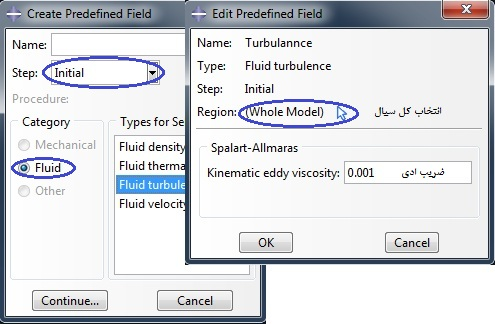 Create Predefined Field
Name:
Step: Initial
Procedure:
Category
Mechanical
Fluid
Other
Types for Se
Fluid density
Fluid therma
Fluid turbule
Fluid velocity
Continue...
Cancel
Edit Predefined Field
Name: Turbulannce
Type: Fluid turbulence
Step: Initial
Region: (Whole Model) انتخاب کل سیال
Spalart-Allmaras
Kinematic eddy viscosity: 0.001 ضریب ادی
OK
Cancel